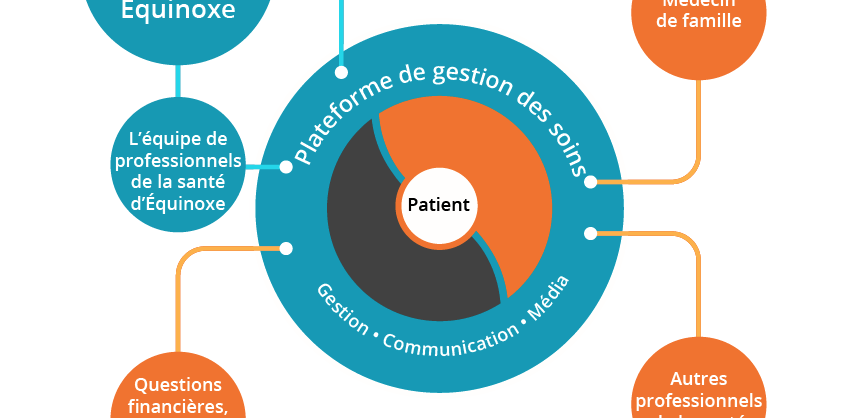 Équinoxe
Médecin
de famille
Plateforme de gestion des soins
L’équipe de
professionnels
de la santé
d’Équinoxe
Patient
Gestion • Communication • Média
Questions
financières,
Autres
professionnels